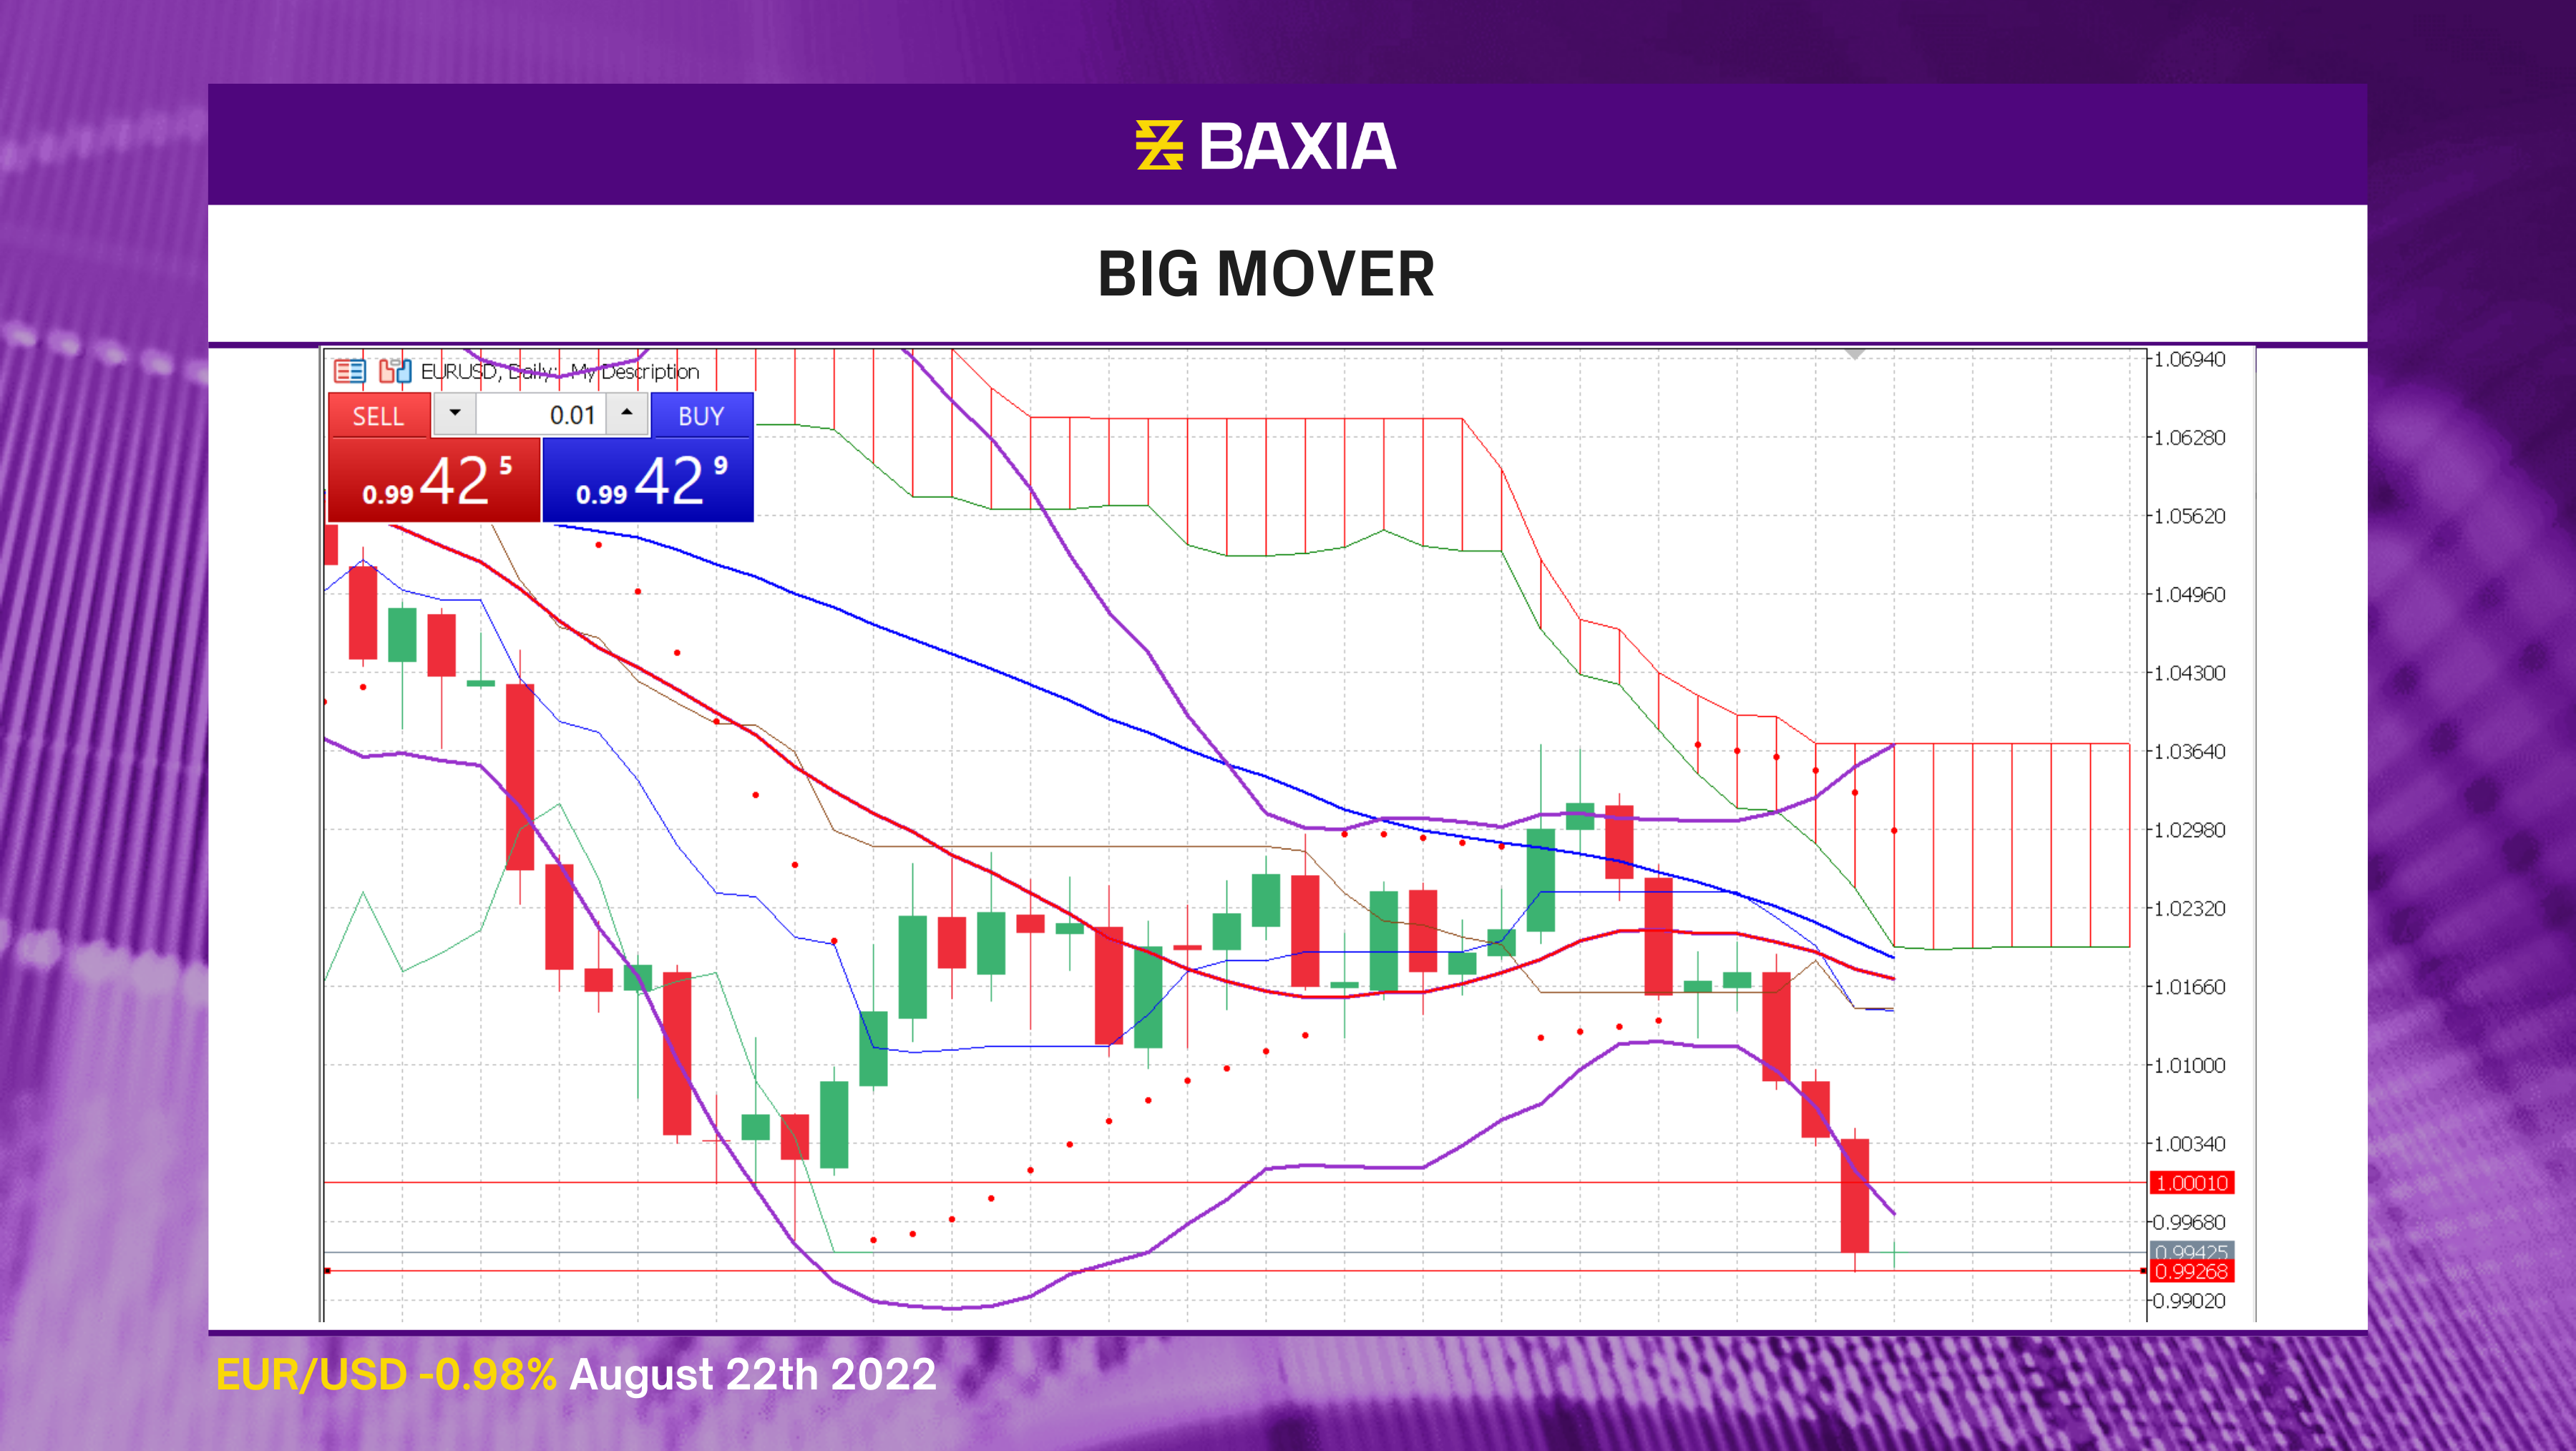 BAXIA
BIG MOVER
EURUSD, Daily: My Description
SELL 0.01 BUY
0.99 42 5 0.99 42 9
1.06940
1.06280
1.05620
1.04960
1.04300
1.03640
1.02980
1.02320
1.01660
1.01000
1.00340
1.00010
0.99680
0.99425
0.99268
0.99020
EUR/USD -0.98% August 22th 2022